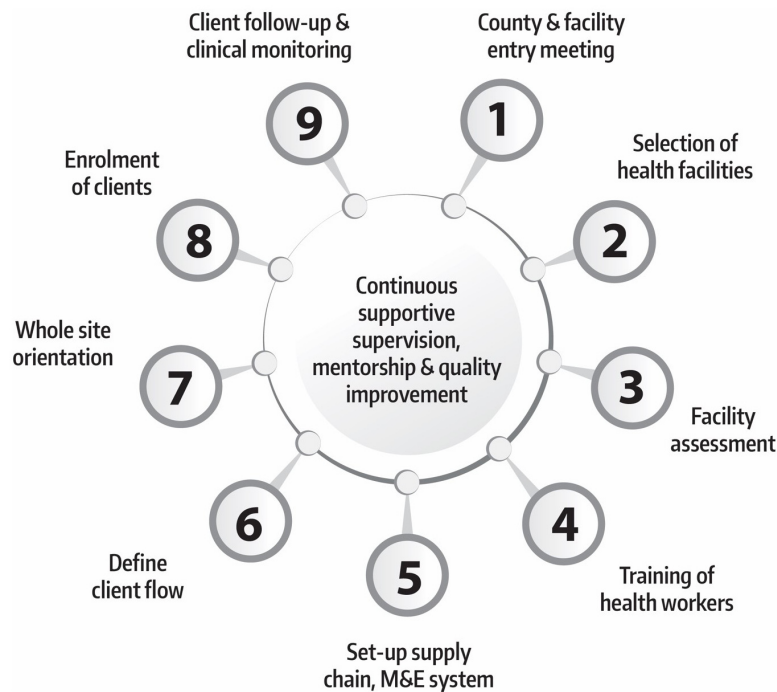 Client follow-up &
clinical monitoring
9
County & facility
entry meeting
1
Selection of
health facilities
2
Facility
assessment
3
Training of
health workers
4
Set-up supply
chain, M&E system
5
Define
client flow
6
Whole site
orientation
7
Enrolment
of clients
8
Continuous
supportive
supervision,
mentorship & quality
improvement